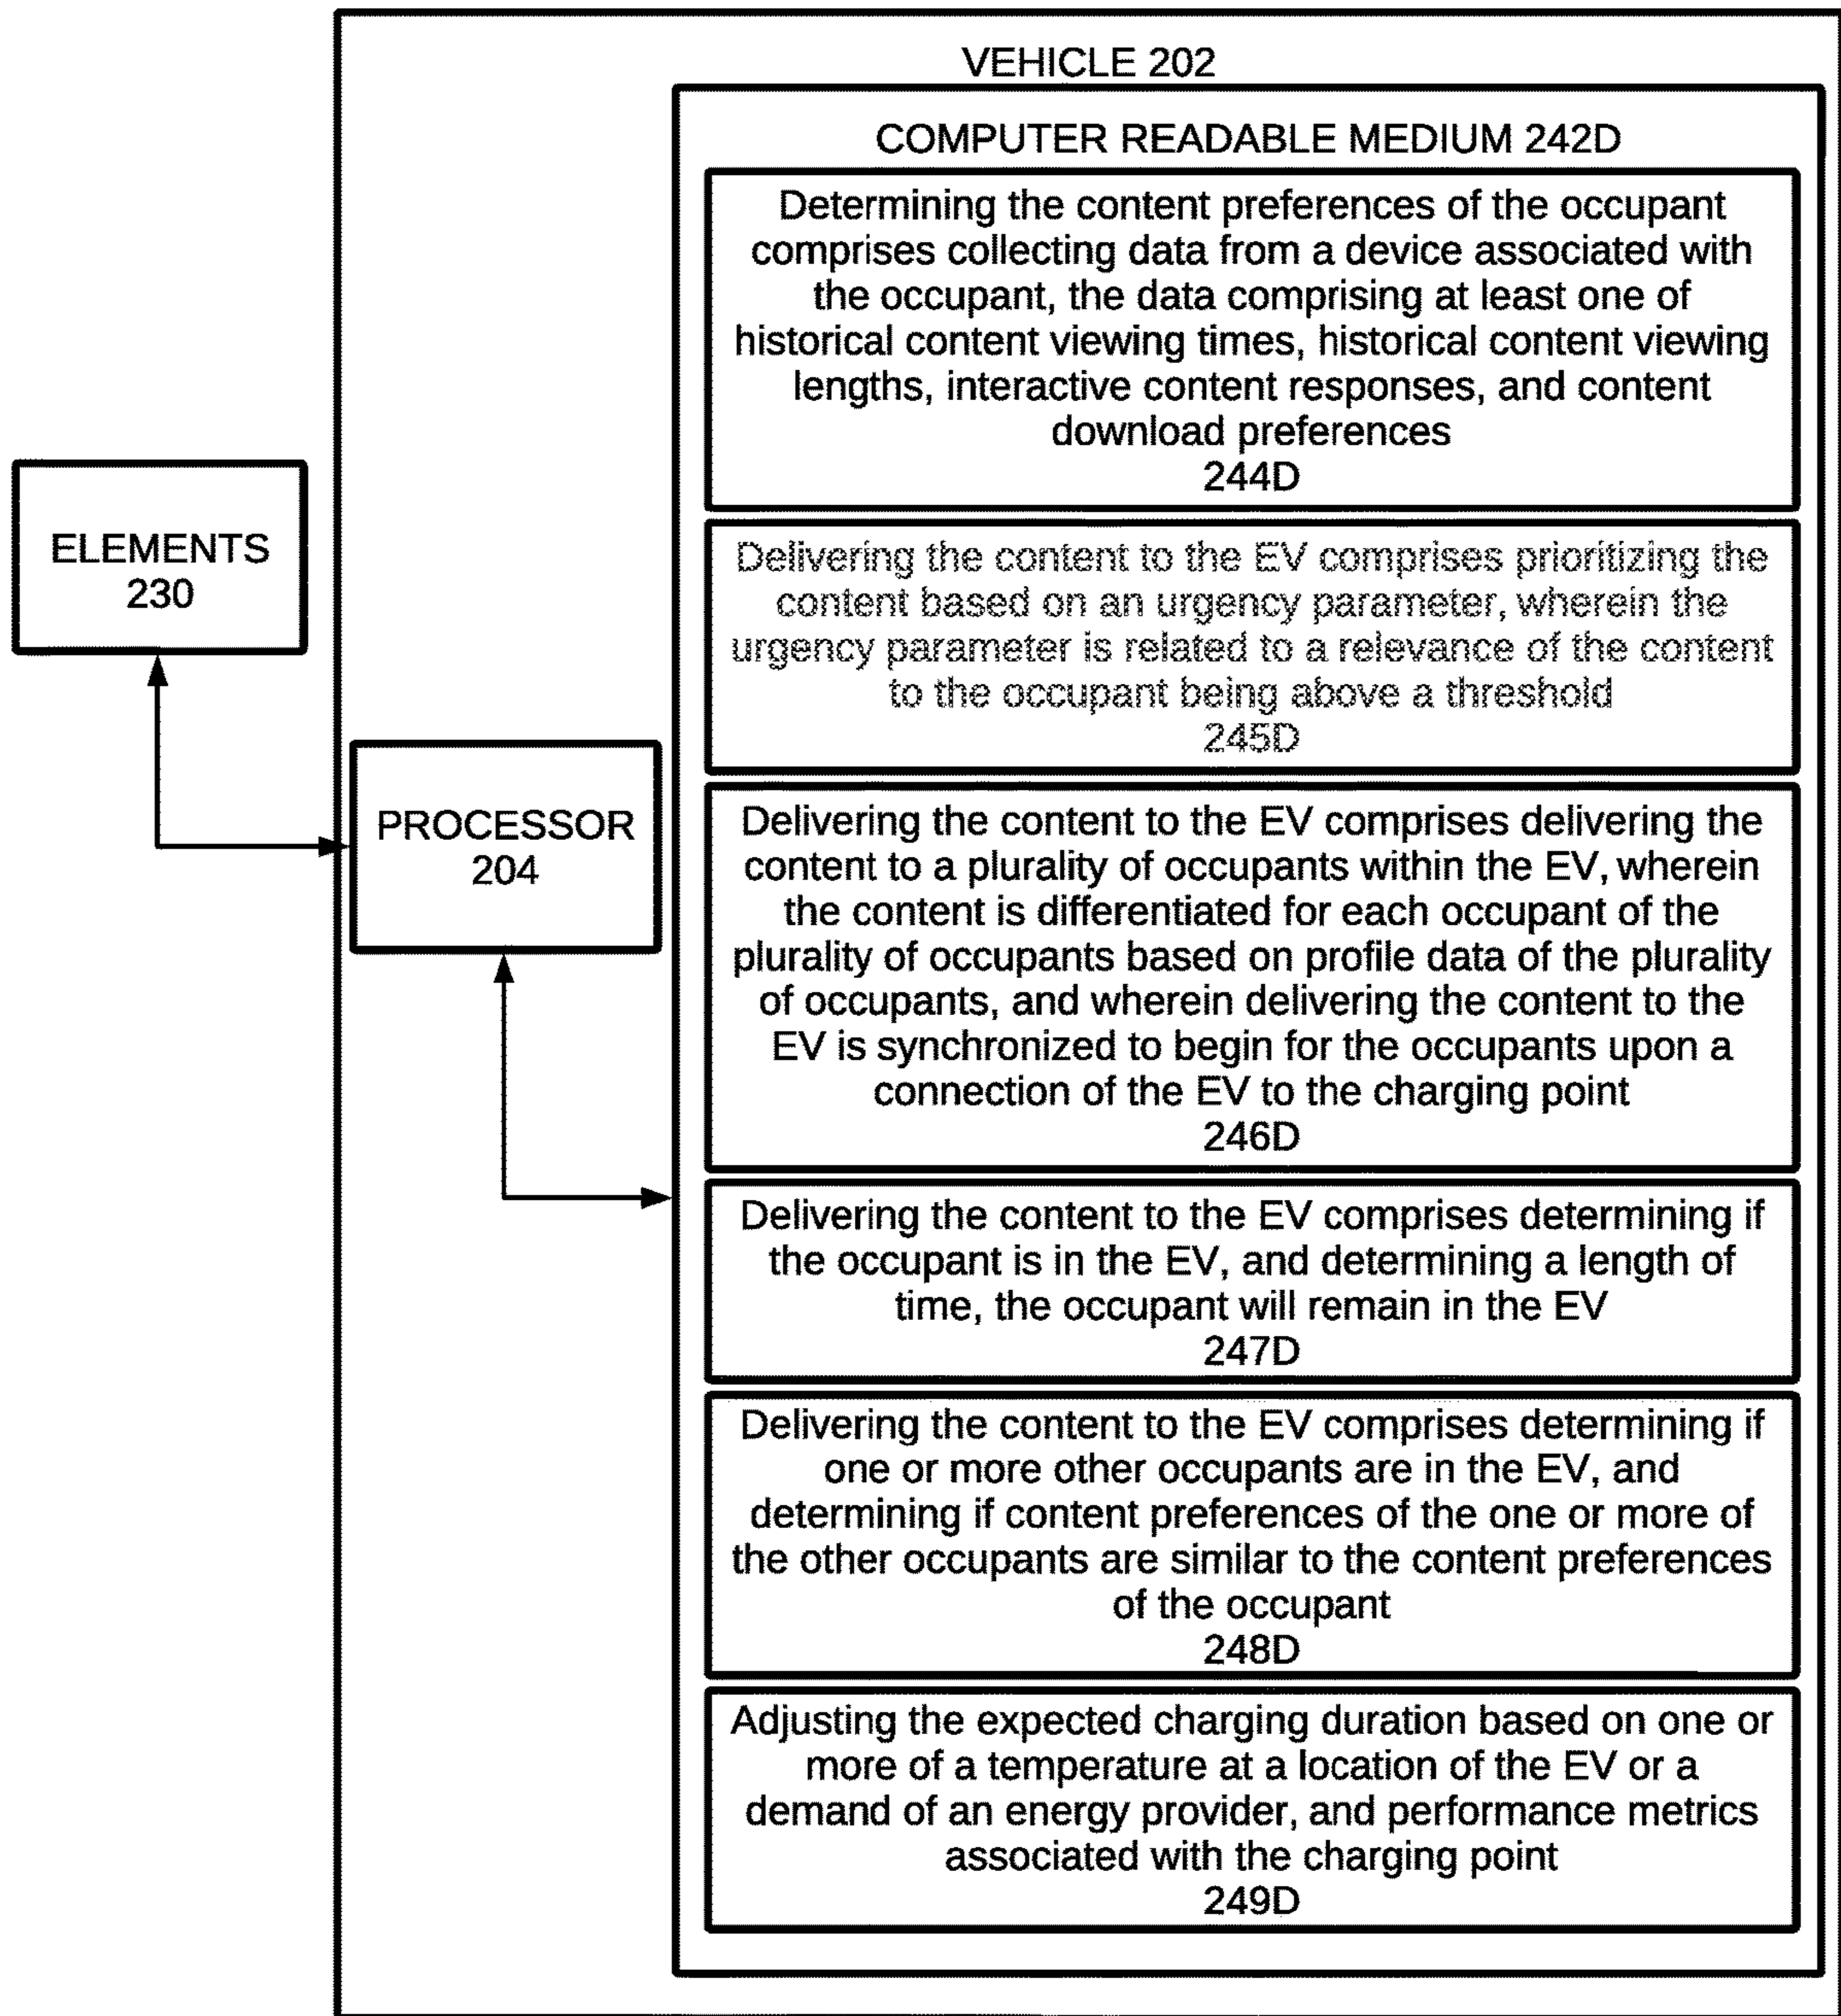 VEHICLE 202
COMPUTER READABLE MEDIUM 242D
Determining the content preferences of the occupant
comprises collecting data from a device associated with
the occupant, the data comprising at least one of
historical content viewing times, historical content viewing
lengths, interactive content responses, and content
download preferences
244D
ELEMENTS
230
Delivering the content to the EV comprises prioritizing the
content based on an urgency parameter, wherein the
urgency parameter is related to a relevance of the content
to the occupant being above a threshold
245D
PROCESSOR
204
Delivering the content to the EV comprises delivering the
content to a plurality of occupants within the EV, wherein
the content is differentiated for each occupant of the
plurality of occupants based on profile data of the plurality
of occupants, and wherein delivering the content to the
EV is synchronized to begin for the occupants upon a
connection of the EV to the charging point
246D
Delivering the content to the EV comprises determining if
the occupant is in the EV, and determining a length of
time, the occupant will remain in the EV
247D
Delivering the content to the EV comprises determining if
one or more other occupants are in the EV, and
determining if content preferences of the one or more of
the other occupants are similar to the content preferences
of the occupant
248D
Adjusting the expected charging duration based on one or
more of a temperature at a location of the EV or a
demand of an energy provider, and performance metrics
associated with the charging point
249D